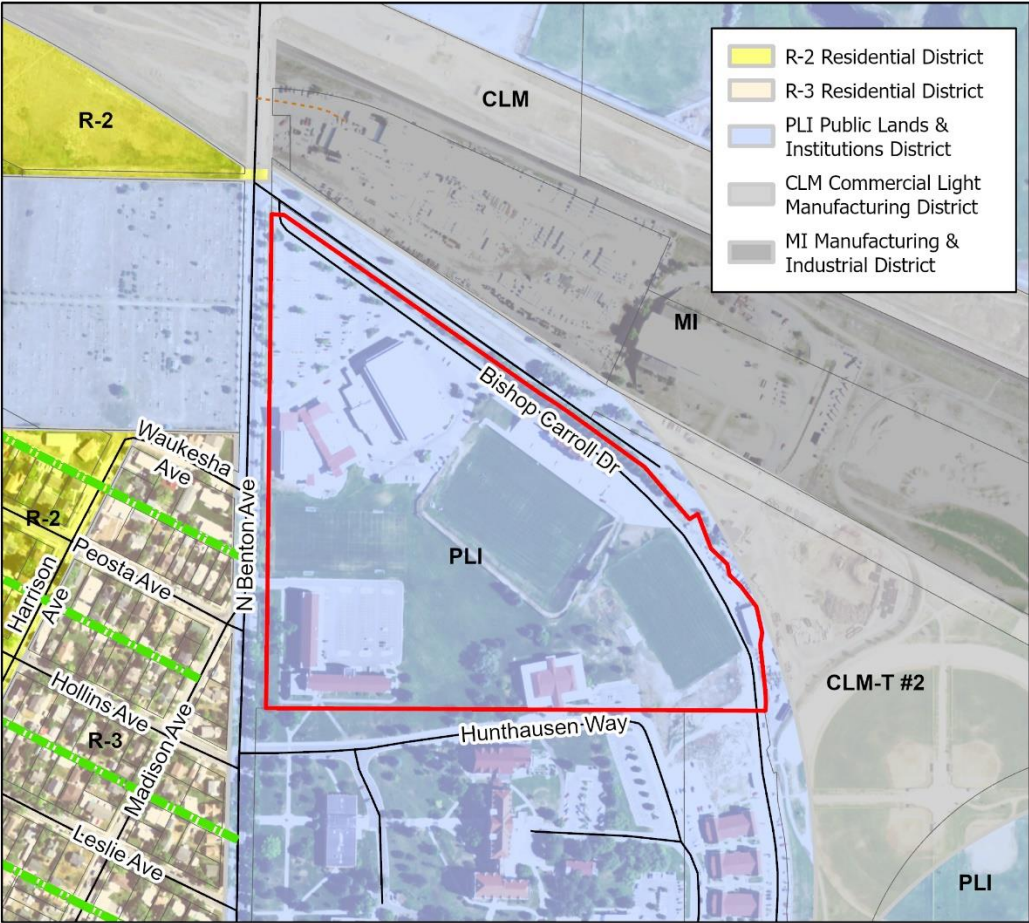 CLM
R-2
R-2 Residential District
R-3 Residential District
PLI Public Lands &
Institutions District
CLM Commercial Light
Manufacturing District
MI Manufacturing &
Industrial District
MI
Bishop Carroll Dr
Waukesha
Ave
N Benton Ave
R-2
Peosta Ave
PLI
Harrison
Ave
Hollins Ave
Madison Ave
CLM-T #2
R-3
Hunthausen Way
Leslie Ave
PLI